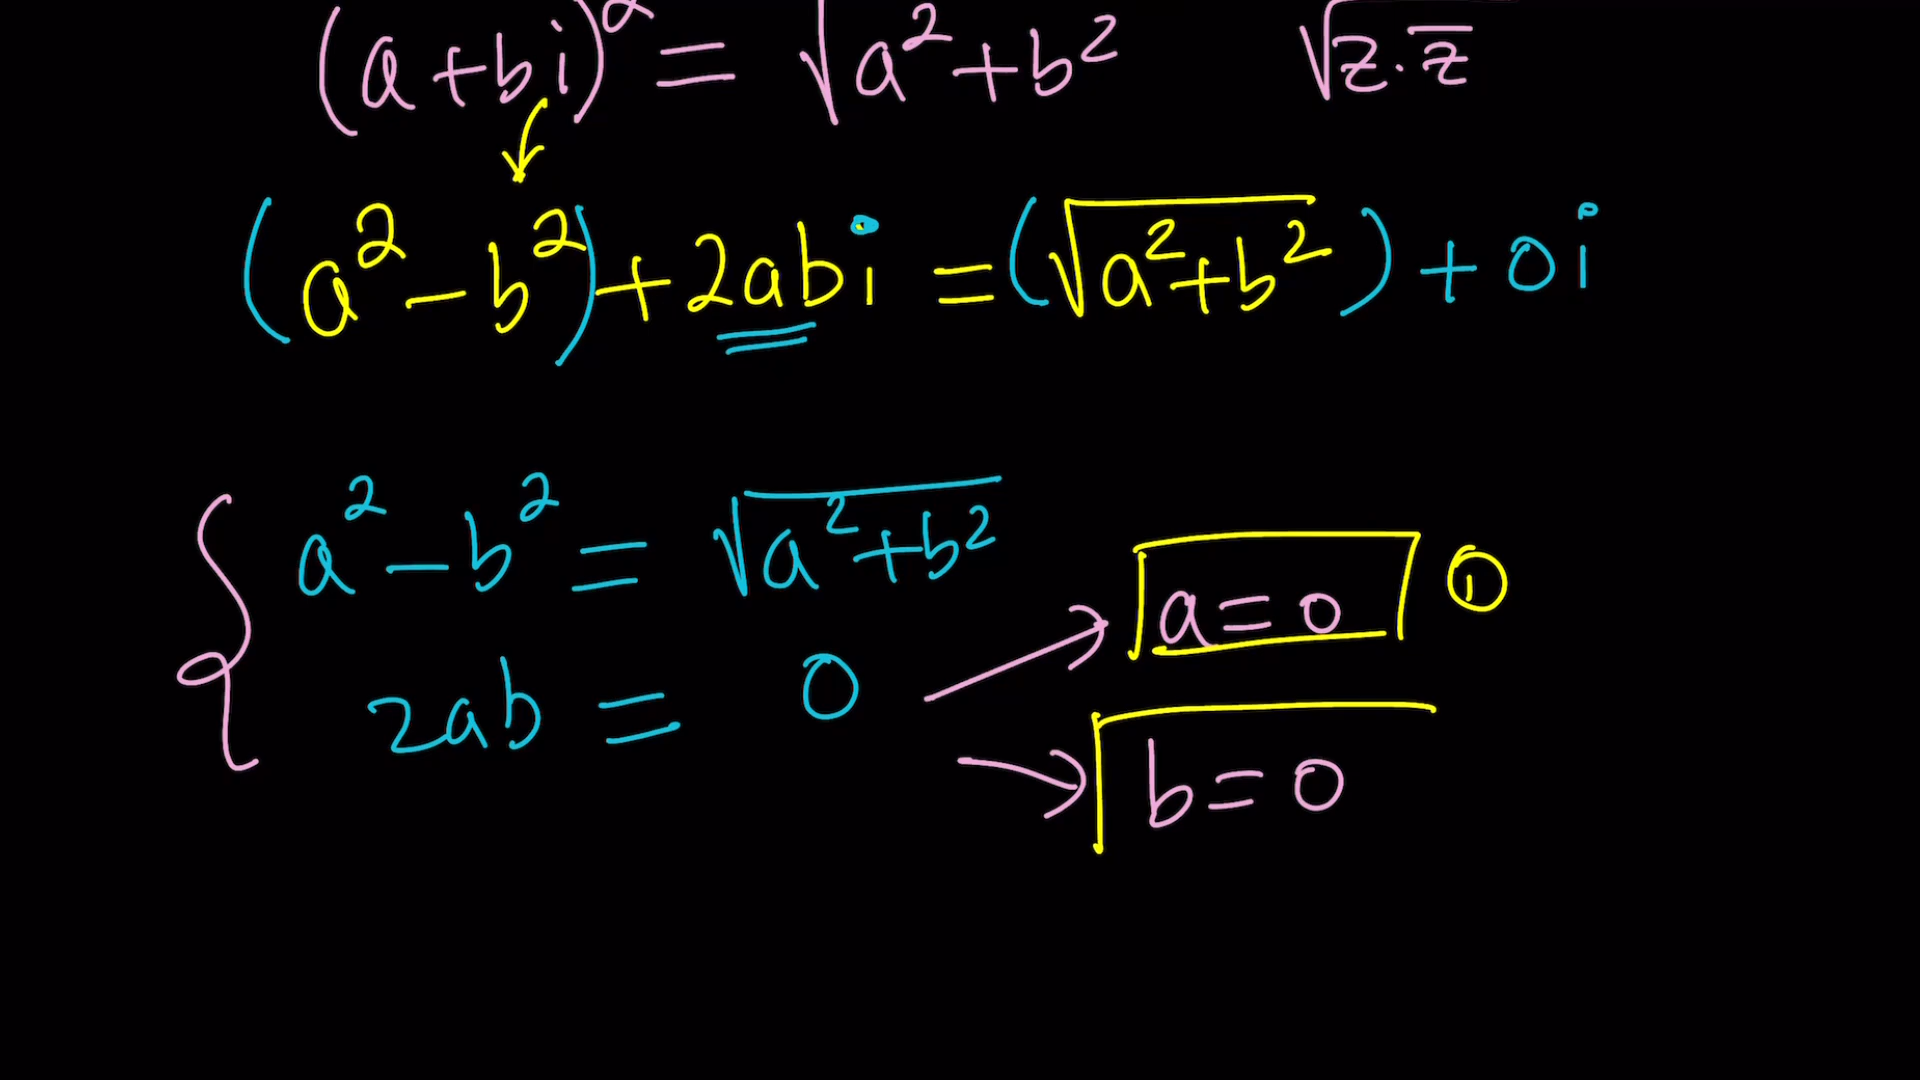 (a+bi)² = √a²+b² √z·z̅
(a²-b²)+2abi = (√a²+b²)+0i
a²-b² = √a²+b²
a=0 ①
2ab = 0
b=0